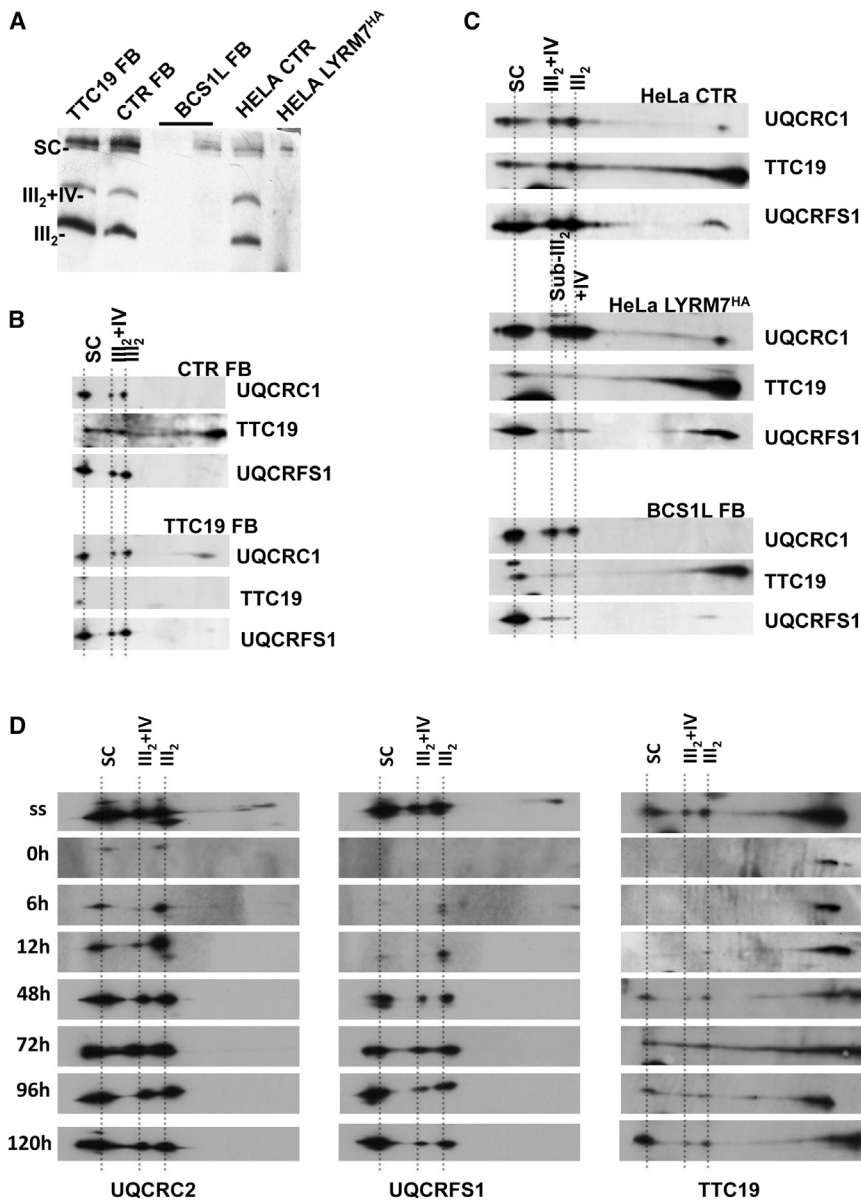 A
TTC19 FB
CTR FB
BCS1L FB
HELA CTR
HELA LYRM7HA
SC-
III2+IV-
III2-
B
SC
III2+IV
III2
CTR FB
UQCRC1
TTC19
UQCRFS1
TTC19 FB
UQCRC1
TTC19
UQCRFS1
C
SC
III2+IV
III2
HeLa CTR
UQCRC1
TTC19
UQCRFS1
Sub-III2
+IV
HeLa LYRM7HA
UQCRC1
TTC19
UQCRFS1
BCS1L FB
UQCRC1
TTC19
UQCRFS1
D
SC
III2+IV
III2
SC
III2+IV
III2
SC
III2+IV
III2
ss
0h
6h
12h
48h
72h
96h
120h
UQCRC2
UQCRFS1
TTC19